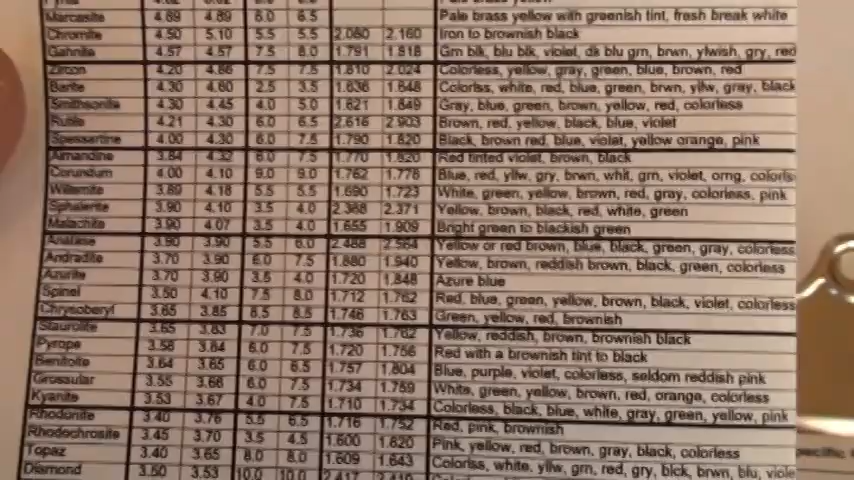 Marcasite 4.89 4.89 6.0 6.5 Pale brass yellow with greenish tint, fresh break white
Chromite 4.50 5.10 5.5 5.5 2.080 2.160 Iron to brownish black
Gahnite 4.57 4.57 7.5 8.0 1.791 1.818 Grn blk, blu blk, violet, dk blu grn, brwn, ylwish, gry, red
Zircon 4.20 4.86 7.5 7.5 1.810 2.024 Colorless, yellow, gray, green, blue, brown, red
Barite 4.30 4.60 2.5 3.5 1.636 1.648 Colorlss, white, red, blue, green, brwn, yllw, gray, black
Smithsonite 4.30 4.45 4.0 5.0 1.621 1.849 Gray, blue, green, brown, yellow, red, colorless
Rutile 4.21 4.30 6.0 6.5 2.616 2.903 Brown, red, yellow, black, blue, violet
Spessartine 4.00 4.30 6.0 7.5 1.790 1.820 Black, brown red, blue, violet, yellow orange, pink
Almandine 3.84 4.32 6.0 7.5 1.770 1.820 Red tinted violet, brown, black
Corundum 4.00 4.10 9.0 9.0 1.762 1.778 Blue, red, yllw, gry, brwn, whit, grn, violet, orng, colorls
Willemite 3.89 4.18 5.5 5.5 1.690 1.723 White, green, yellow, brown, red, gray, colorless, pink
Sphalerite 3.90 4.10 3.5 4.0 2.368 2.371 Yellow, brown, black, red, white, green
Malachite 3.90 4.07 3.5 4.0 1.655 1.909 Bright green to blackish green
Anatase 3.90 3.90 5.5 6.0 2.488 2.564 Yellow or red brown, blue, black, green, gray, colorless
Andradite 3.70 3.90 6.0 7.5 1.880 1.940 Yellow, brown, reddish brown, black, green, colorless
Azurite 3.70 3.90 3.5 4.0 1.720 1.848 Azure blue
Spinel 3.50 4.10 7.5 8.0 1.712 1.762 Red, blue, green, yellow, brown, black, violet, colorless
Chrysoberyl 3.65 3.85 8.5 8.5 1.746 1.763 Green, yellow, red, brownish
Staurolite 3.65 3.83 7.0 7.5 1.736 1.762 Yellow, reddish, brown, brownish black
Pyrope 3.58 3.84 6.0 7.5 1.720 1.756 Red with a brownish tint to black
Benitoite 3.64 3.65 6.0 6.5 1.757 1.804 Blue, purple, violet, colorless, seldom reddish pink
Grossular 3.55 3.68 6.0 7.5 1.734 1.759 White, green, yellow, brown, red, orange, colorless
Kyanite 3.53 3.67 4.0 7.5 1.710 1.734 Colorless, black, blue, white, gray, green, yellow, pink
Rhodonite 3.40 3.76 5.5 6.5 1.716 1.752 Red, pink, brownish
Rhodochrosite 3.45 3.70 3.5 4.5 1.600 1.820 Pink, yellow, red, brown, gray, black, colorless
Topaz 3.40 3.65 8.0 8.0 1.609 1.643 Colorlss, white, yllw, grn, red, gry, blck, brwn, blu, viole
Diamond 3.50 3.53 10.0 10.0 2.417